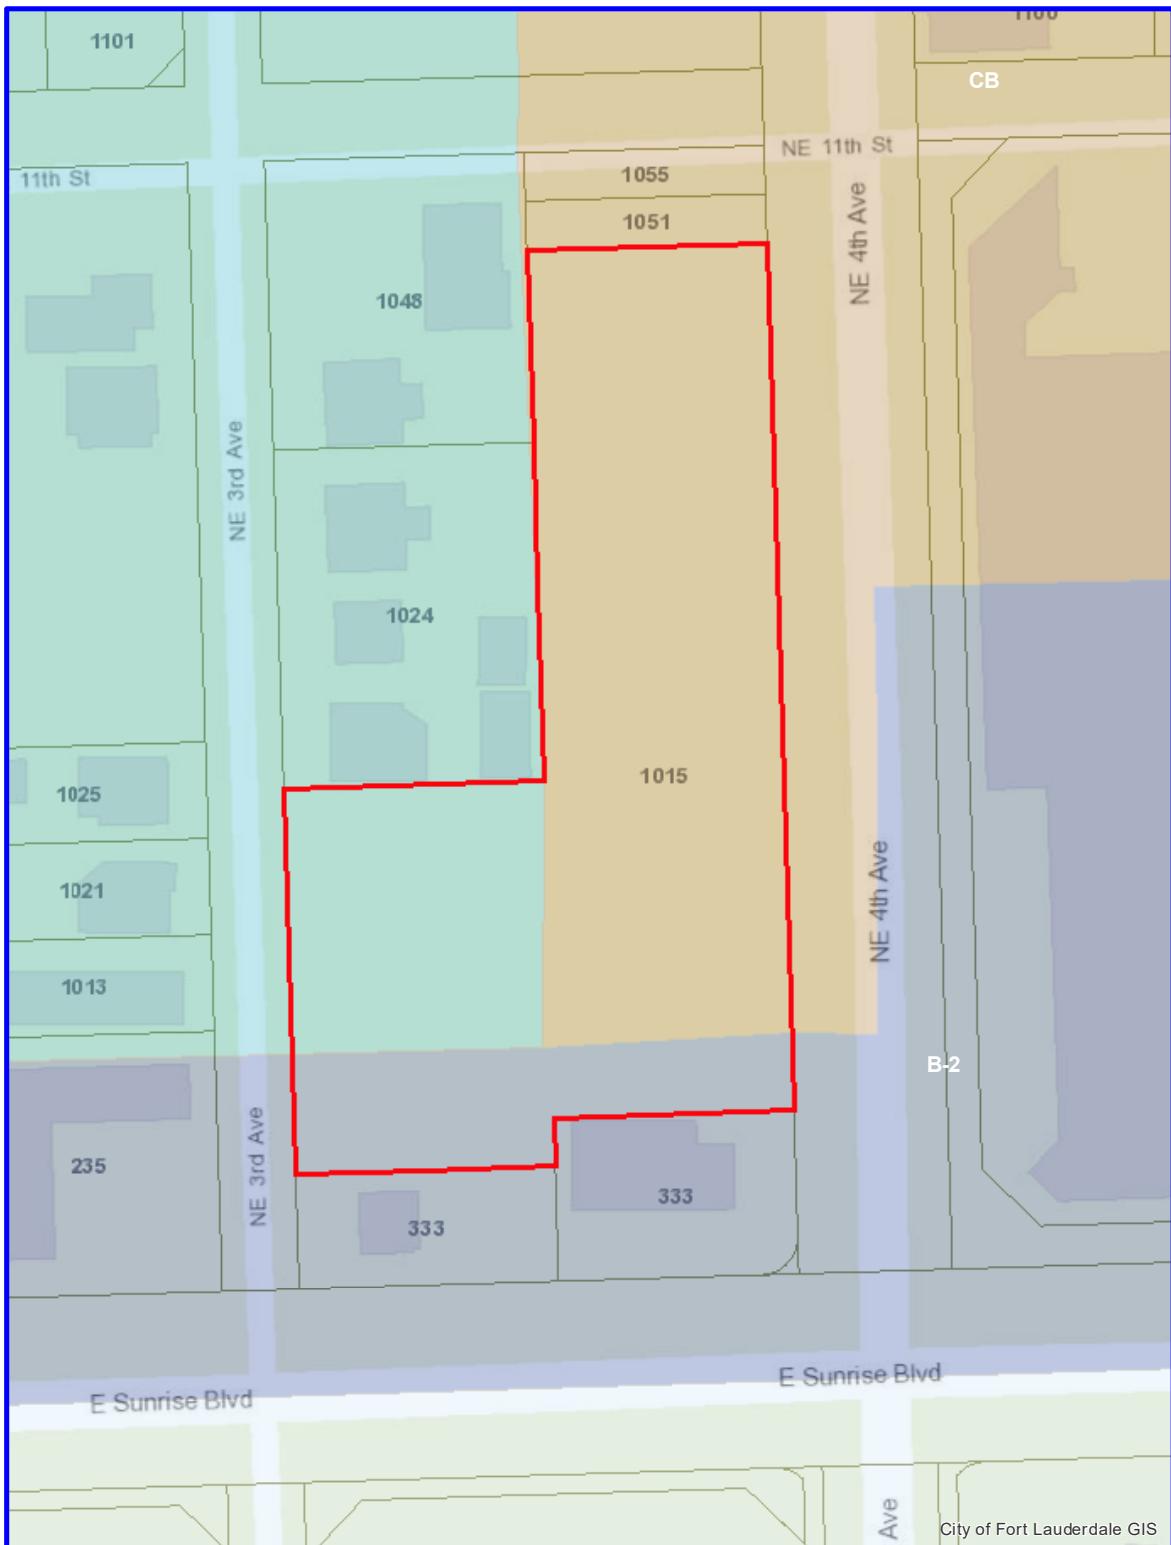 1100
1101
CB
NE 11th St
1055
11th St
1051
NE 4th Ave
1048
NE 3rd Ave
1024
1015
1025
NE 4th Ave
1021
1013
B-2
NE 3rd Ave
235
333
333
E Sunrise Blvd
E Sunrise Blvd
Ave
City of Fort Lauderdale GIS